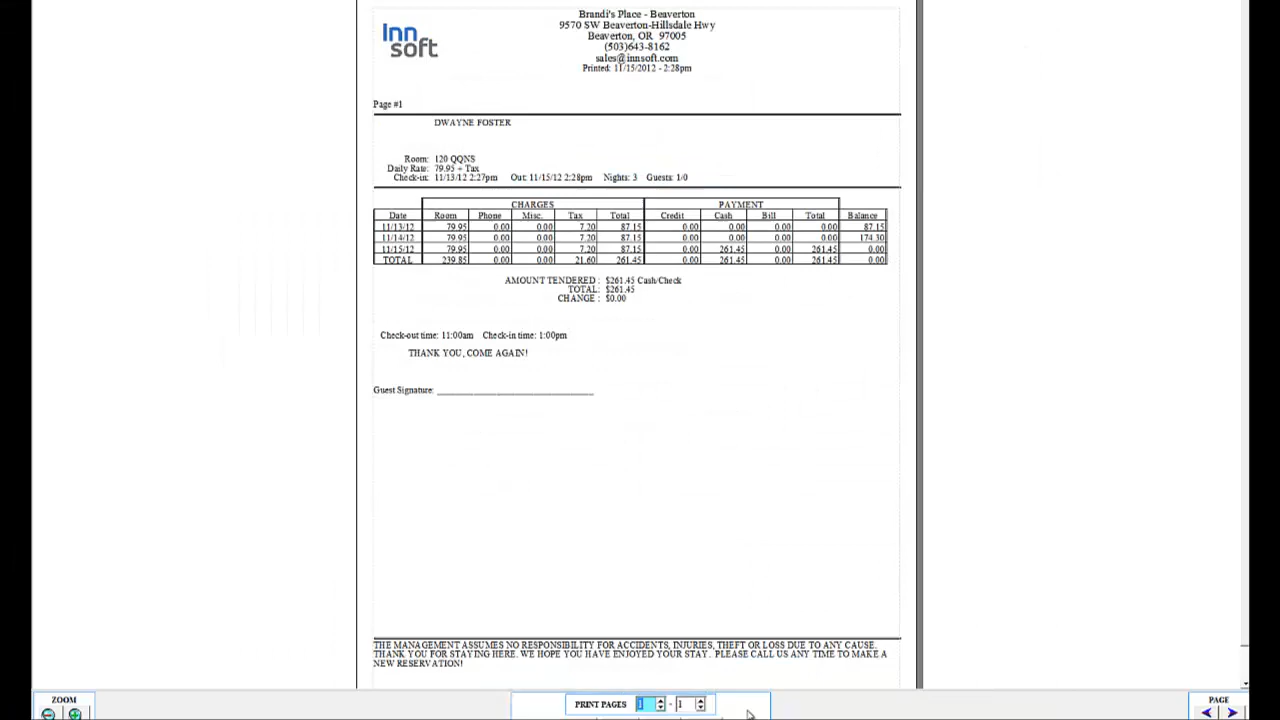 Inn
soft
Brandi's Place - Beaverton
9570 SW Beaverton-Hillsdale Hwy
Beaverton, OR 97005
(503)643-8162
sales@innsoft.com
Printed: 11/15/2012 - 2:28pm
Page #1
DWAYNE FOSTER
Room: 120 QQNS
Daily Rate: 79.95 + Tax
Check-in: 11/13/12 2:27pm Out: 11/15/12 2:28pm Nights: 3 Guests: 1/0
CHARGES PAYMENT
Date Room Phone Misc. Tax Total Credit Cash Bill Total Balance
11/13/12 79.95 0.00 0.00 7.20 87.15 0.00 0.00 0.00 0.00 87.15
11/14/12 79.95 0.00 0.00 7.20 87.15 0.00 0.00 0.00 0.00 174.30
11/15/12 79.95 0.00 0.00 7.20 87.15 0.00 261.45 0.00 261.45 0.00
TOTAL 239.85 0.00 0.00 21.60 261.45 0.00 261.45 0.00 261.45 0.00
AMOUNT TENDERED : $261.45 Cash/Check
TOTAL: $261.45
CHANGE : $0.00
Check-out time: 11:00am Check-in time: 1:00pm
THANK YOU, COME AGAIN!
Guest Signature:
THE MANAGEMENT ASSUMES NO RESPONSIBILITY FOR ACCIDENTS, INJURIES, THEFT OR LOSS DUE TO ANY CAUSE.
THANK YOU FOR STAYING HERE. WE HOPE YOU HAVE ENJOYED YOUR STAY. PLEASE CALL US ANY TIME TO MAKE A
NEW RESERVATION!
ZOOM
PRINT PAGES 1 - 1
PAGE